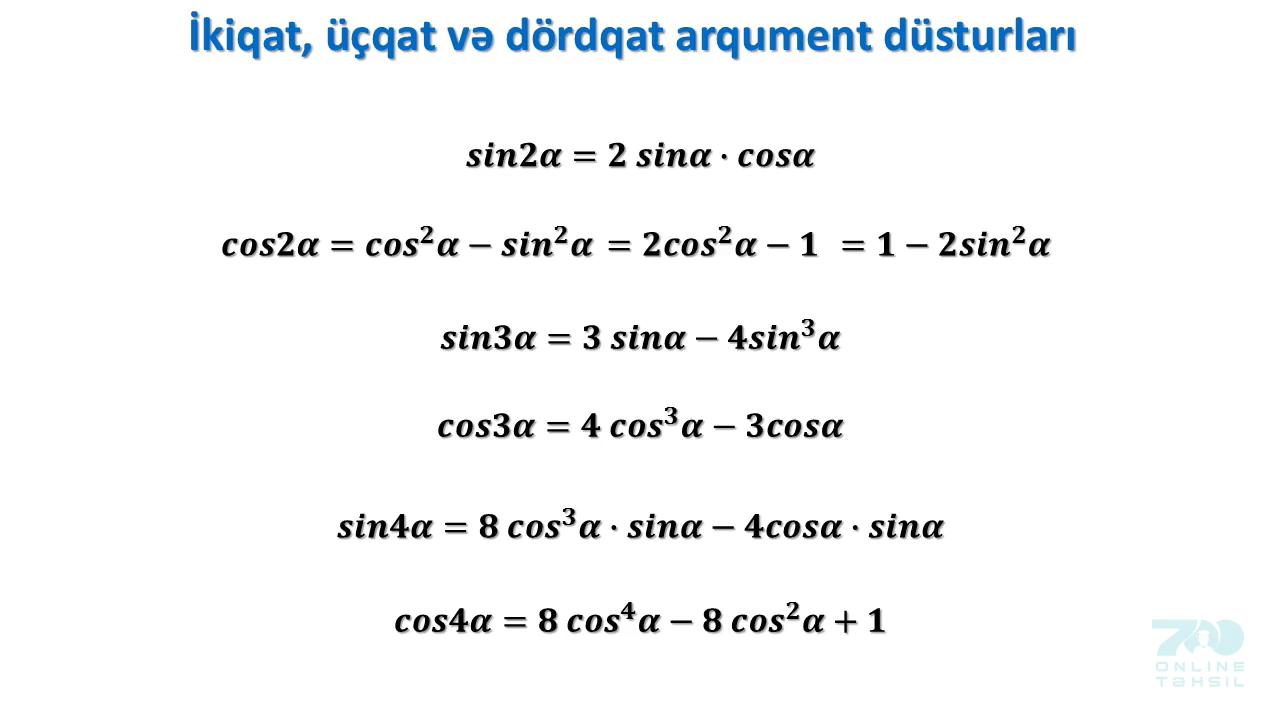 İkiqat, üçqat və dördqat arqument düsturları
sin2α = 2 sinα · cosα
cos2α = cos²α − sin²α = 2cos²α − 1 = 1 − 2sin²α
sin3α = 3 sinα − 4sin³α
cos3α = 4 cos³α − 3cosα
sin4α = 8 cos³α · sinα − 4cosα · sinα
cos4α = 8 cos⁴α − 8 cos²α + 1
700
ONLINE
TƏHSIL